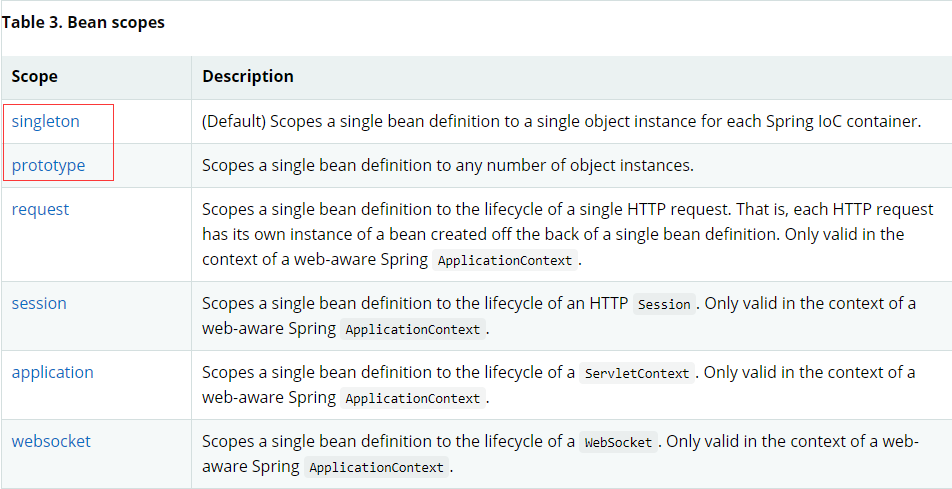 Table 3. Bean scopes
Scope Description
singleton (Default) Scopes a single bean definition to a single object instance for each Spring IoC container.
prototype Scopes a single bean definition to any number of object instances.
request Scopes a single bean definition to the lifecycle of a single HTTP request. That is, each HTTP request
has its own instance of a bean created off the back of a single bean definition. Only valid in the
context of a web-aware Spring ApplicationContext.
session Scopes a single bean definition to the lifecycle of an HTTP Session. Only valid in the context of a
web-aware Spring ApplicationContext.
application Scopes a single bean definition to the lifecycle of a ServletContext. Only valid in the context of a
web-aware Spring ApplicationContext.
websocket Scopes a single bean definition to the lifecycle of a WebSocket. Only valid in the context of a web-
aware Spring ApplicationContext.